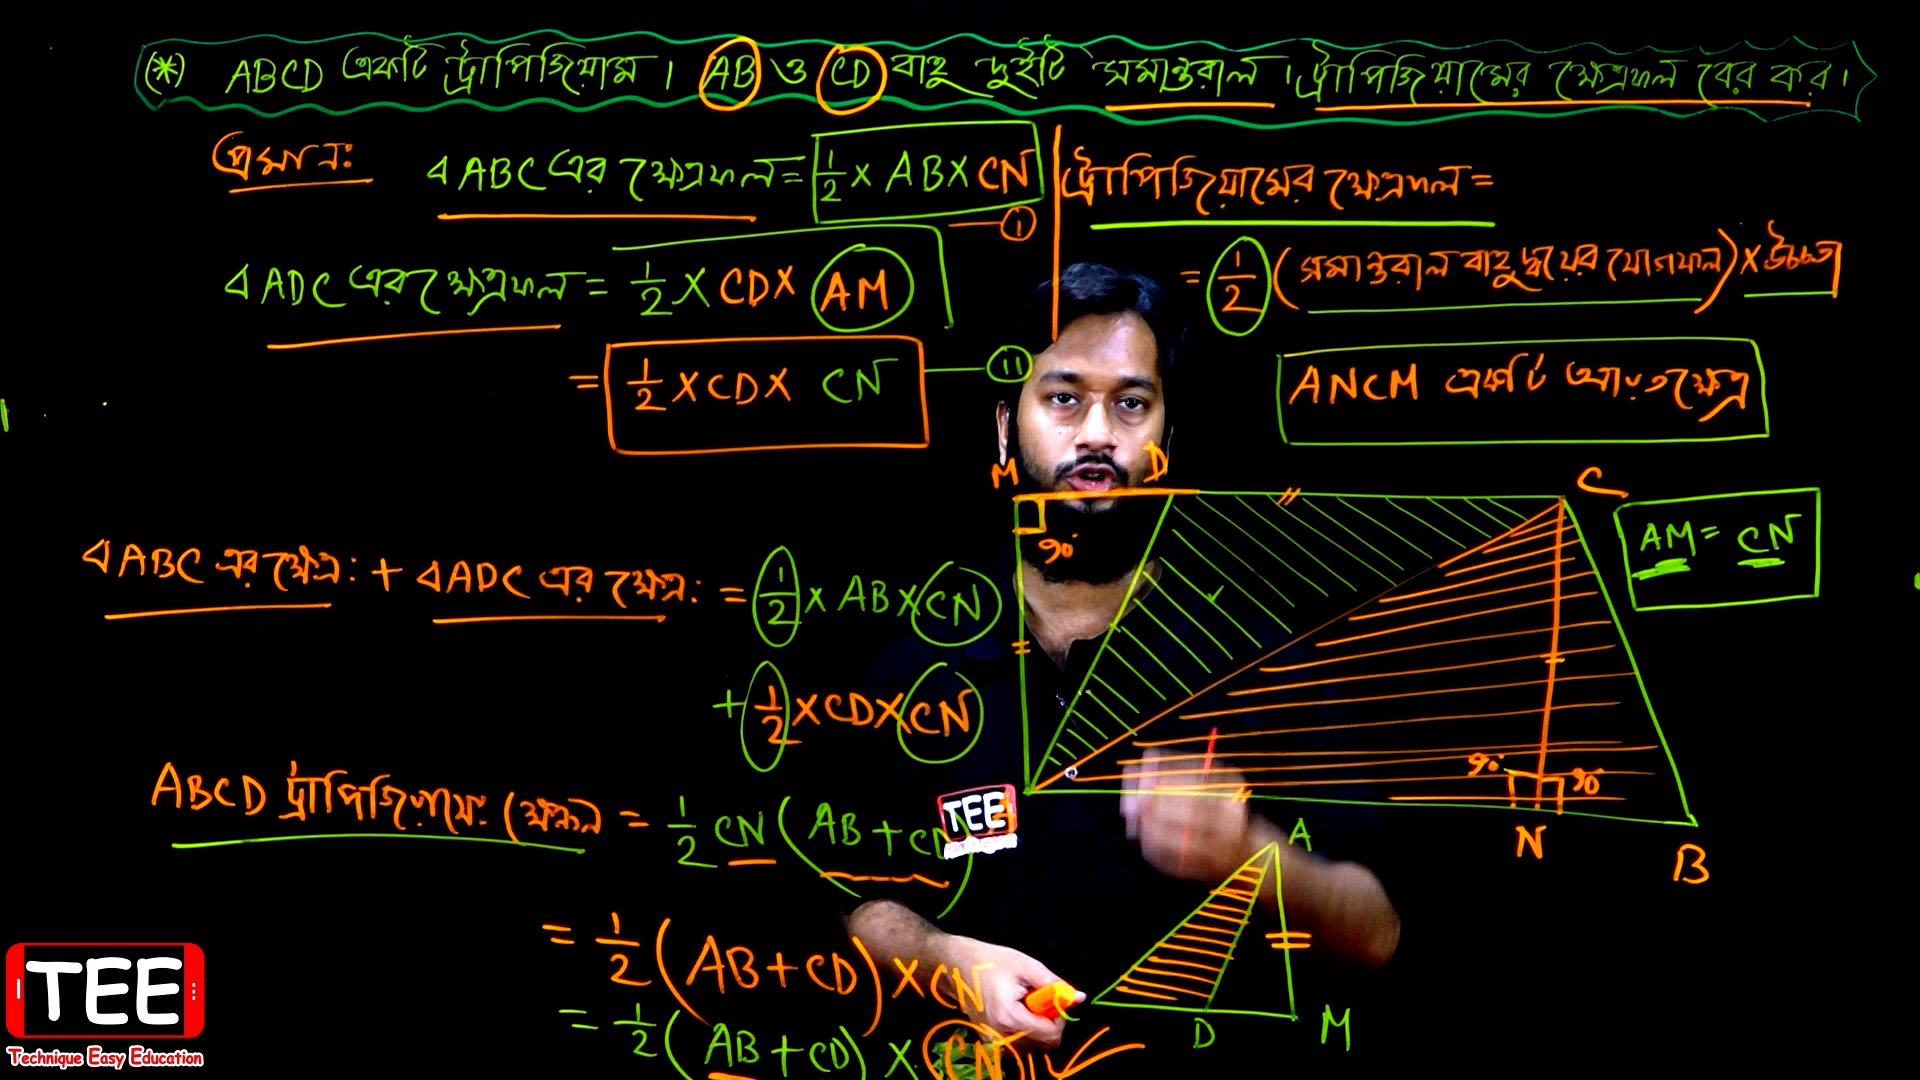 (*) ABCD একটি ট্রাপিজিয়াম। AB ও CD বাহু দুইটি সমান্তরাল। ট্রাপিজিয়ামের ক্ষেত্রফল বের কর।
প্রমাণঃ
◁ABC এর ক্ষেত্রফল = 1/2 × AB × CN
i
◁ADC এর ক্ষেত্রফল = 1/2 × CD × AM
= 1/2 × CD × CN
ii
ট্রাপিজিয়ামের ক্ষেত্রফল =
= 1/2 (সমান্তরাল বাহুদ্বয়ের যোগফল) × উচ্চতা
ANCM একটি আয়তক্ষেত্র
M D C
90°
AM = CN
◁ABC এর ক্ষেত্র: + ◁ADC এর ক্ষেত্র: = 1/2 × AB × CN
+ 1/2 × CD × CN
90° 90°
N B
ABCD = 1/2 CN (AB + CD
= 1/2 (AB + CD) × CN
= 1/2 (AB + CD) × CN
A
D M
TEE
TEE
Technique Easy Education